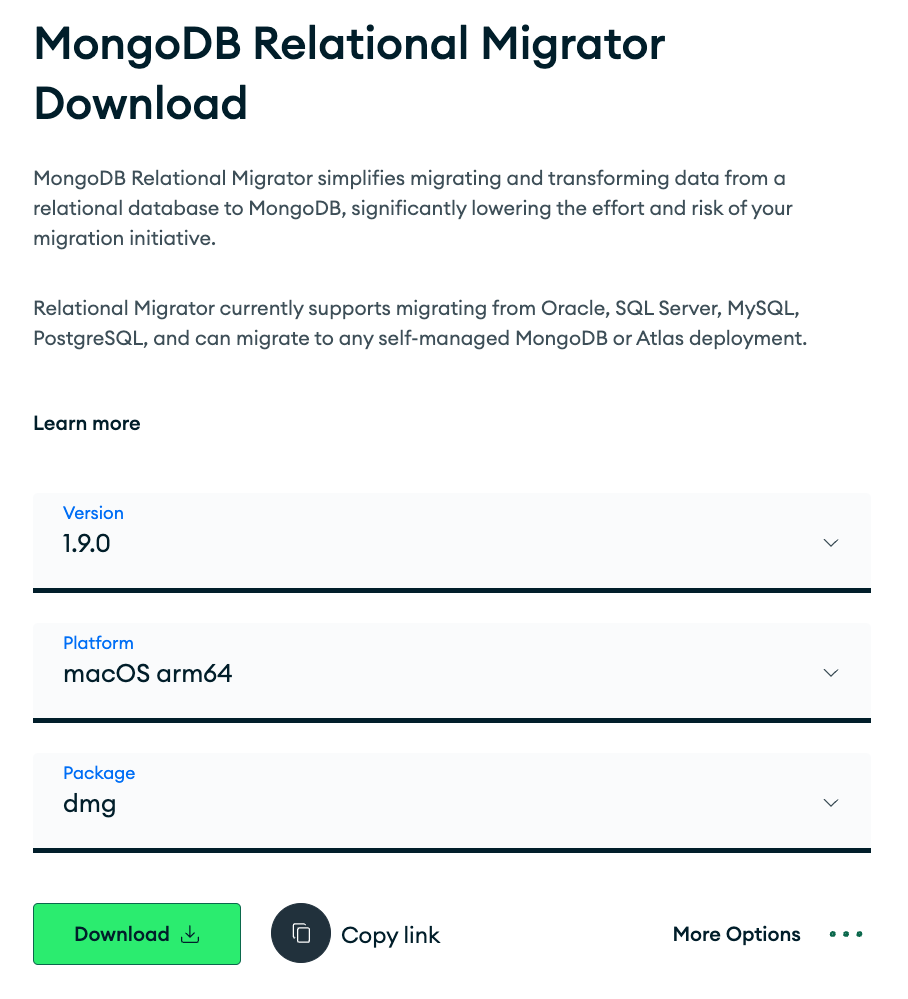 MongoDB Relational Migrator
Download
MongoDB Relational Migrator simplifies migrating and transforming data from a
relational database to MongoDB, significantly lowering the effort and risk of your
migration initiative.
Relational Migrator currently supports migrating from Oracle, SQL Server, MySQL,
PostgreSQL, and can migrate to any self-managed MongoDB or Atlas deployment.
Learn more
Version
1.9.0
Platform
macOS arm64
Package
dmg
Download Copy link More Options